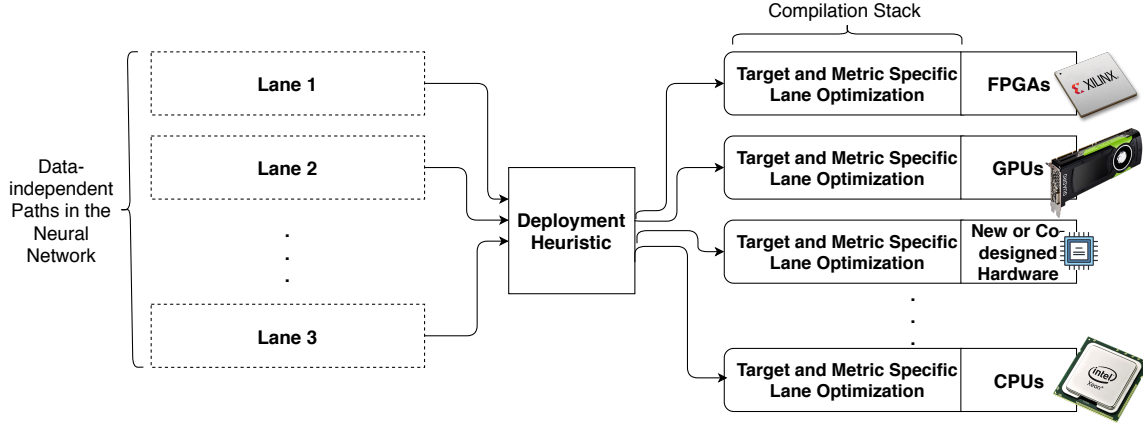 Compilation Stack
Data-
independent
Paths in the
Neural
Network
Lane 1
Lane 2
.
.
.
Lane 3
Deployment
Heuristic
Target and Metric Specific
Lane Optimization
FPGAs
XILINX
Target and Metric Specific
Lane Optimization
GPUs
Target and Metric Specific
Lane Optimization
New or Co-
designed
Hardware
.
.
.
Target and Metric Specific
Lane Optimization
CPUs
intel
Xeon